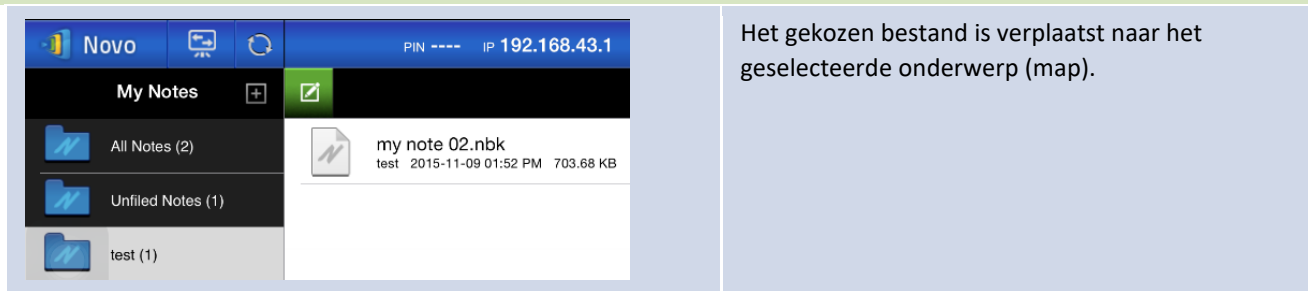 Novo
PIN ---- IP 192.168.43.1
My Notes
All Notes (2)
Unfiled Notes (1)
test (1)
my note 02.nbk
test 2015-11-09 01:52 PM 703.68 KB
Het gekozen bestand is verplaatst naar het
geselecteerde onderwerp (map).